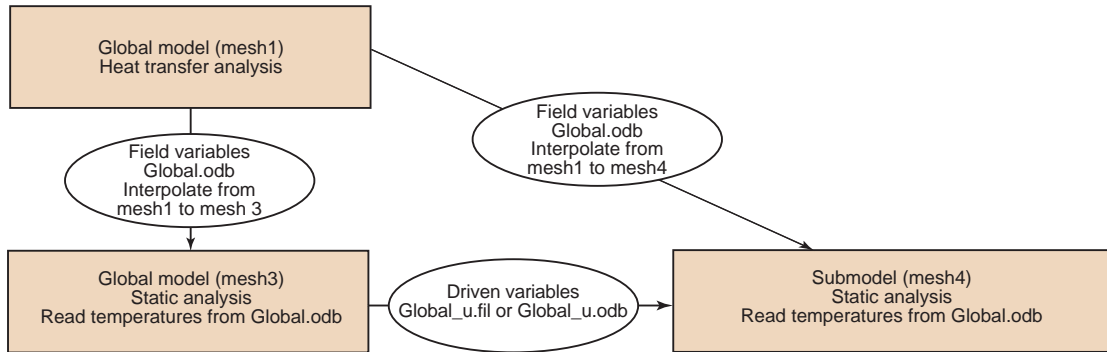 Global model (mesh1)
Heat transfer analysis
Field variables
Global.odb
Interpolate from
mesh1 to mesh4
Field variables
Global.odb
Interpolate from
mesh1 to mesh 3
Global model (mesh3)
Static analysis
Read temperatures from Global.odb
Driven variables
Global_u.fil or Global_u.odb
Submodel (mesh4)
Static analysis
Read temperatures from Global.odb